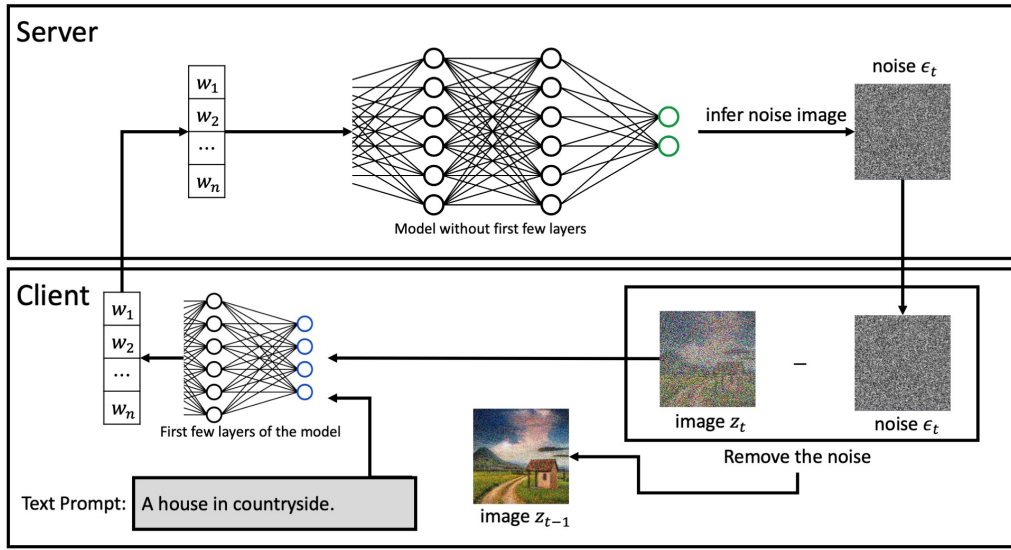 Server
w₁
w₂
...
wₙ
Model without first few layers
infer noise image
noise ϵₜ
Client
w₁
w₂
...
wₙ
First few layers of the model
image zₜ
−
noise ϵₜ
Remove the noise
image zₜ₋₁
Text Prompt: A house in countryside.